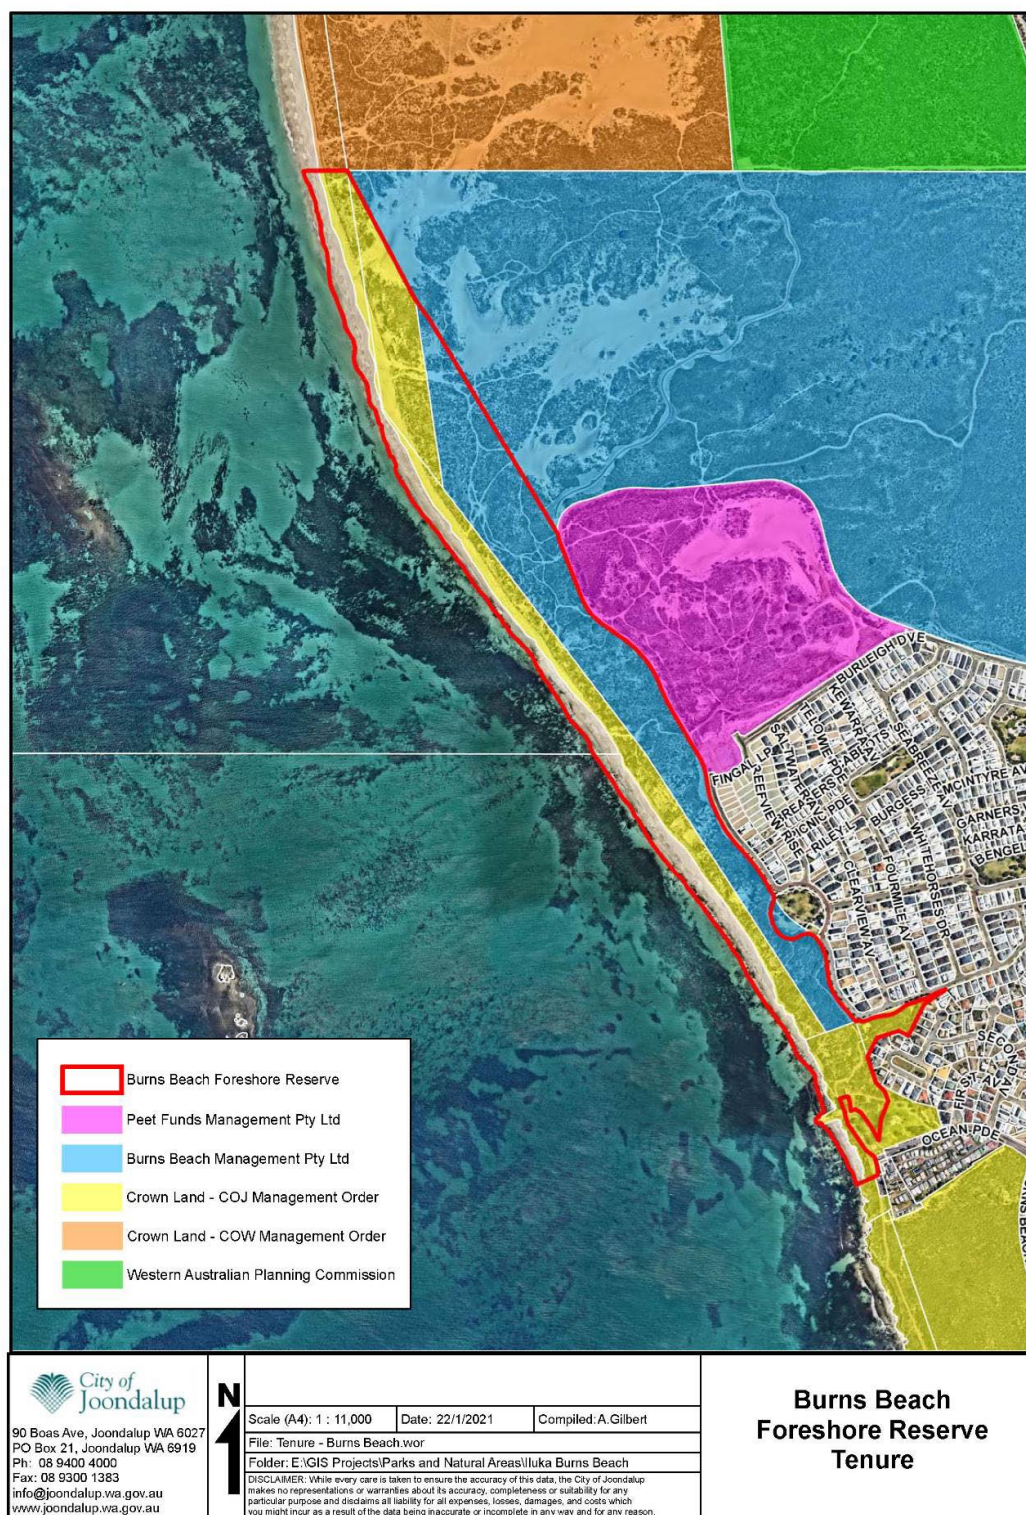 BURLEIGH DVE
FINGAL LP
TELOWE PDE
SEABREEZE AV
McINTYRE AV
BURGESS
GARNERS
KARRATA
BENGEL
WHITEHORSES DR
FOURMILE AV
CLEARVIEW AV
SECOND AV
FIRST AV
OCEAN PDE
Burns Beach Foreshore Reserve
Peet Funds Management Pty Ltd
Burns Beach Management Pty Ltd
Crown Land - COJ Management Order
Crown Land - COW Management Order
Western Australian Planning Commission
City of
Joondalup
90 Boas Ave, Joondalup WA 6027
PO Box 21, Joondalup WA 6919
Ph: 08 9400 4000
Fax: 08 9300 1383
info@joondalup.wa.gov.au
www.joondalup.wa.gov.au
N
Scale (A4): 1 : 11,000
Date: 22/1/2021
Compiled: A.Gilbert
File: Tenure - Burns Beach.wor
Folder: E:\GIS Projects\Parks and Natural Areas\Iluka Burns Beach
DISCLAIMER: While every care is taken to ensure the accuracy of this data, the City of Joondalup
makes no representations or warranties about its accuracy, completeness or suitability for any
particular purpose and disclaims all liability for all expenses, losses, damages, and costs which
you might incur as a result of the data being inaccurate or incomplete in any way and for any reason.
Burns Beach
Foreshore Reserve
Tenure